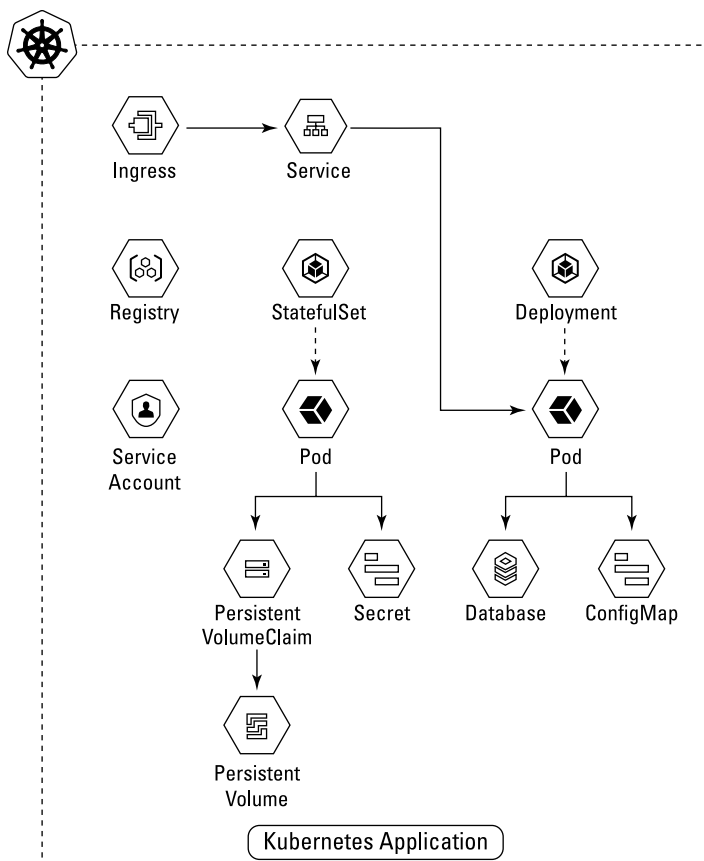 Ingress
Service
Registry
StatefulSet
Deployment
Service
Account
Pod
Pod
Persistent
VolumeClaim
Secret
Database
ConfigMap
Persistent
Volume
Kubernetes Application